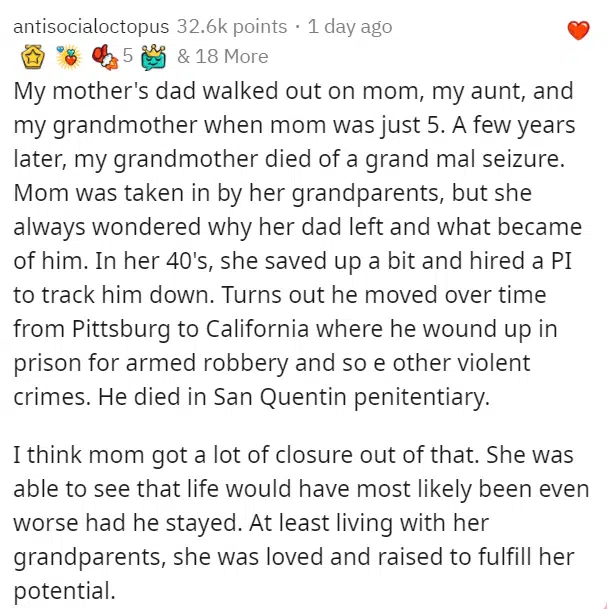 antisocialoctopus 32.6k points · 1 day ago
5 & 18 More
My mother's dad walked out on mom, my aunt, and
my grandmother when mom was just 5. A few years
later, my grandmother died of a grand mal seizure.
Mom was taken in by her grandparents, but she
always wondered why her dad left and what became
of him. In her 40's, she saved up a bit and hired a PI
to track him down. Turns out he moved over time
from Pittsburg to California where he wound up in
prison for armed robbery and so e other violent
crimes. He died in San Quentin penitentiary.
I think mom got a lot of closure out of that. She was
able to see that life would have most likely been even
worse had he stayed. At least living with her
grandparents, she was loved and raised to fulfill her
potential.